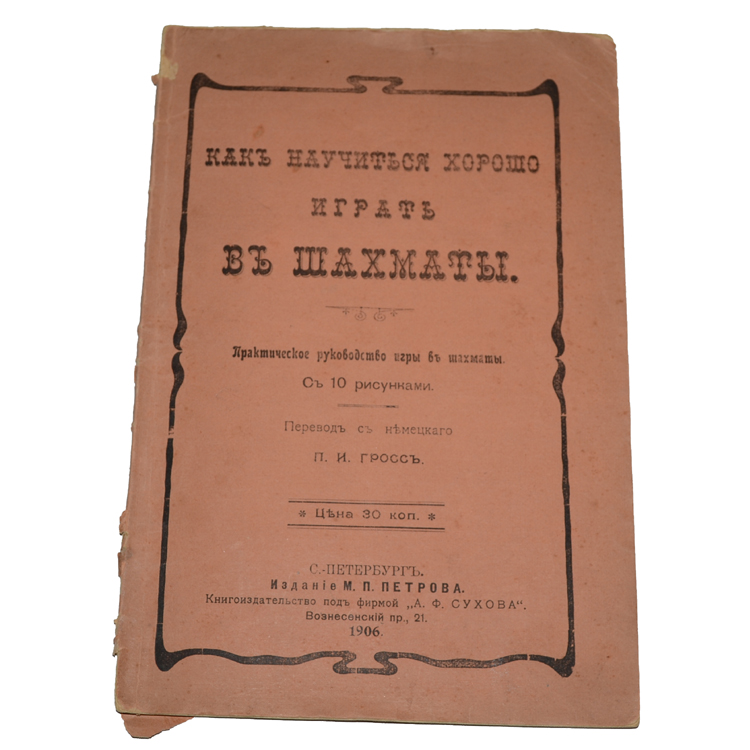 КАКЪ НАУЧИТЬСЯ ХОРОШО
ИГРАТЬ
ВЪ ШАХМАТЫ.
Практическое руководство игры въ шахматы.
Съ 10 рисунками.
Переводъ съ нѣмецкаго
П. И. ГРОССЪ.
* Цѣна 30 коп. *
С.-ПЕТЕРБУРГЪ.
Изданіе М. П. ПЕТРОВА.
Книгоиздательство подъ фирмой „А. Ф. СУХОВА“.
Вознесенскій пр., 21.
1906.